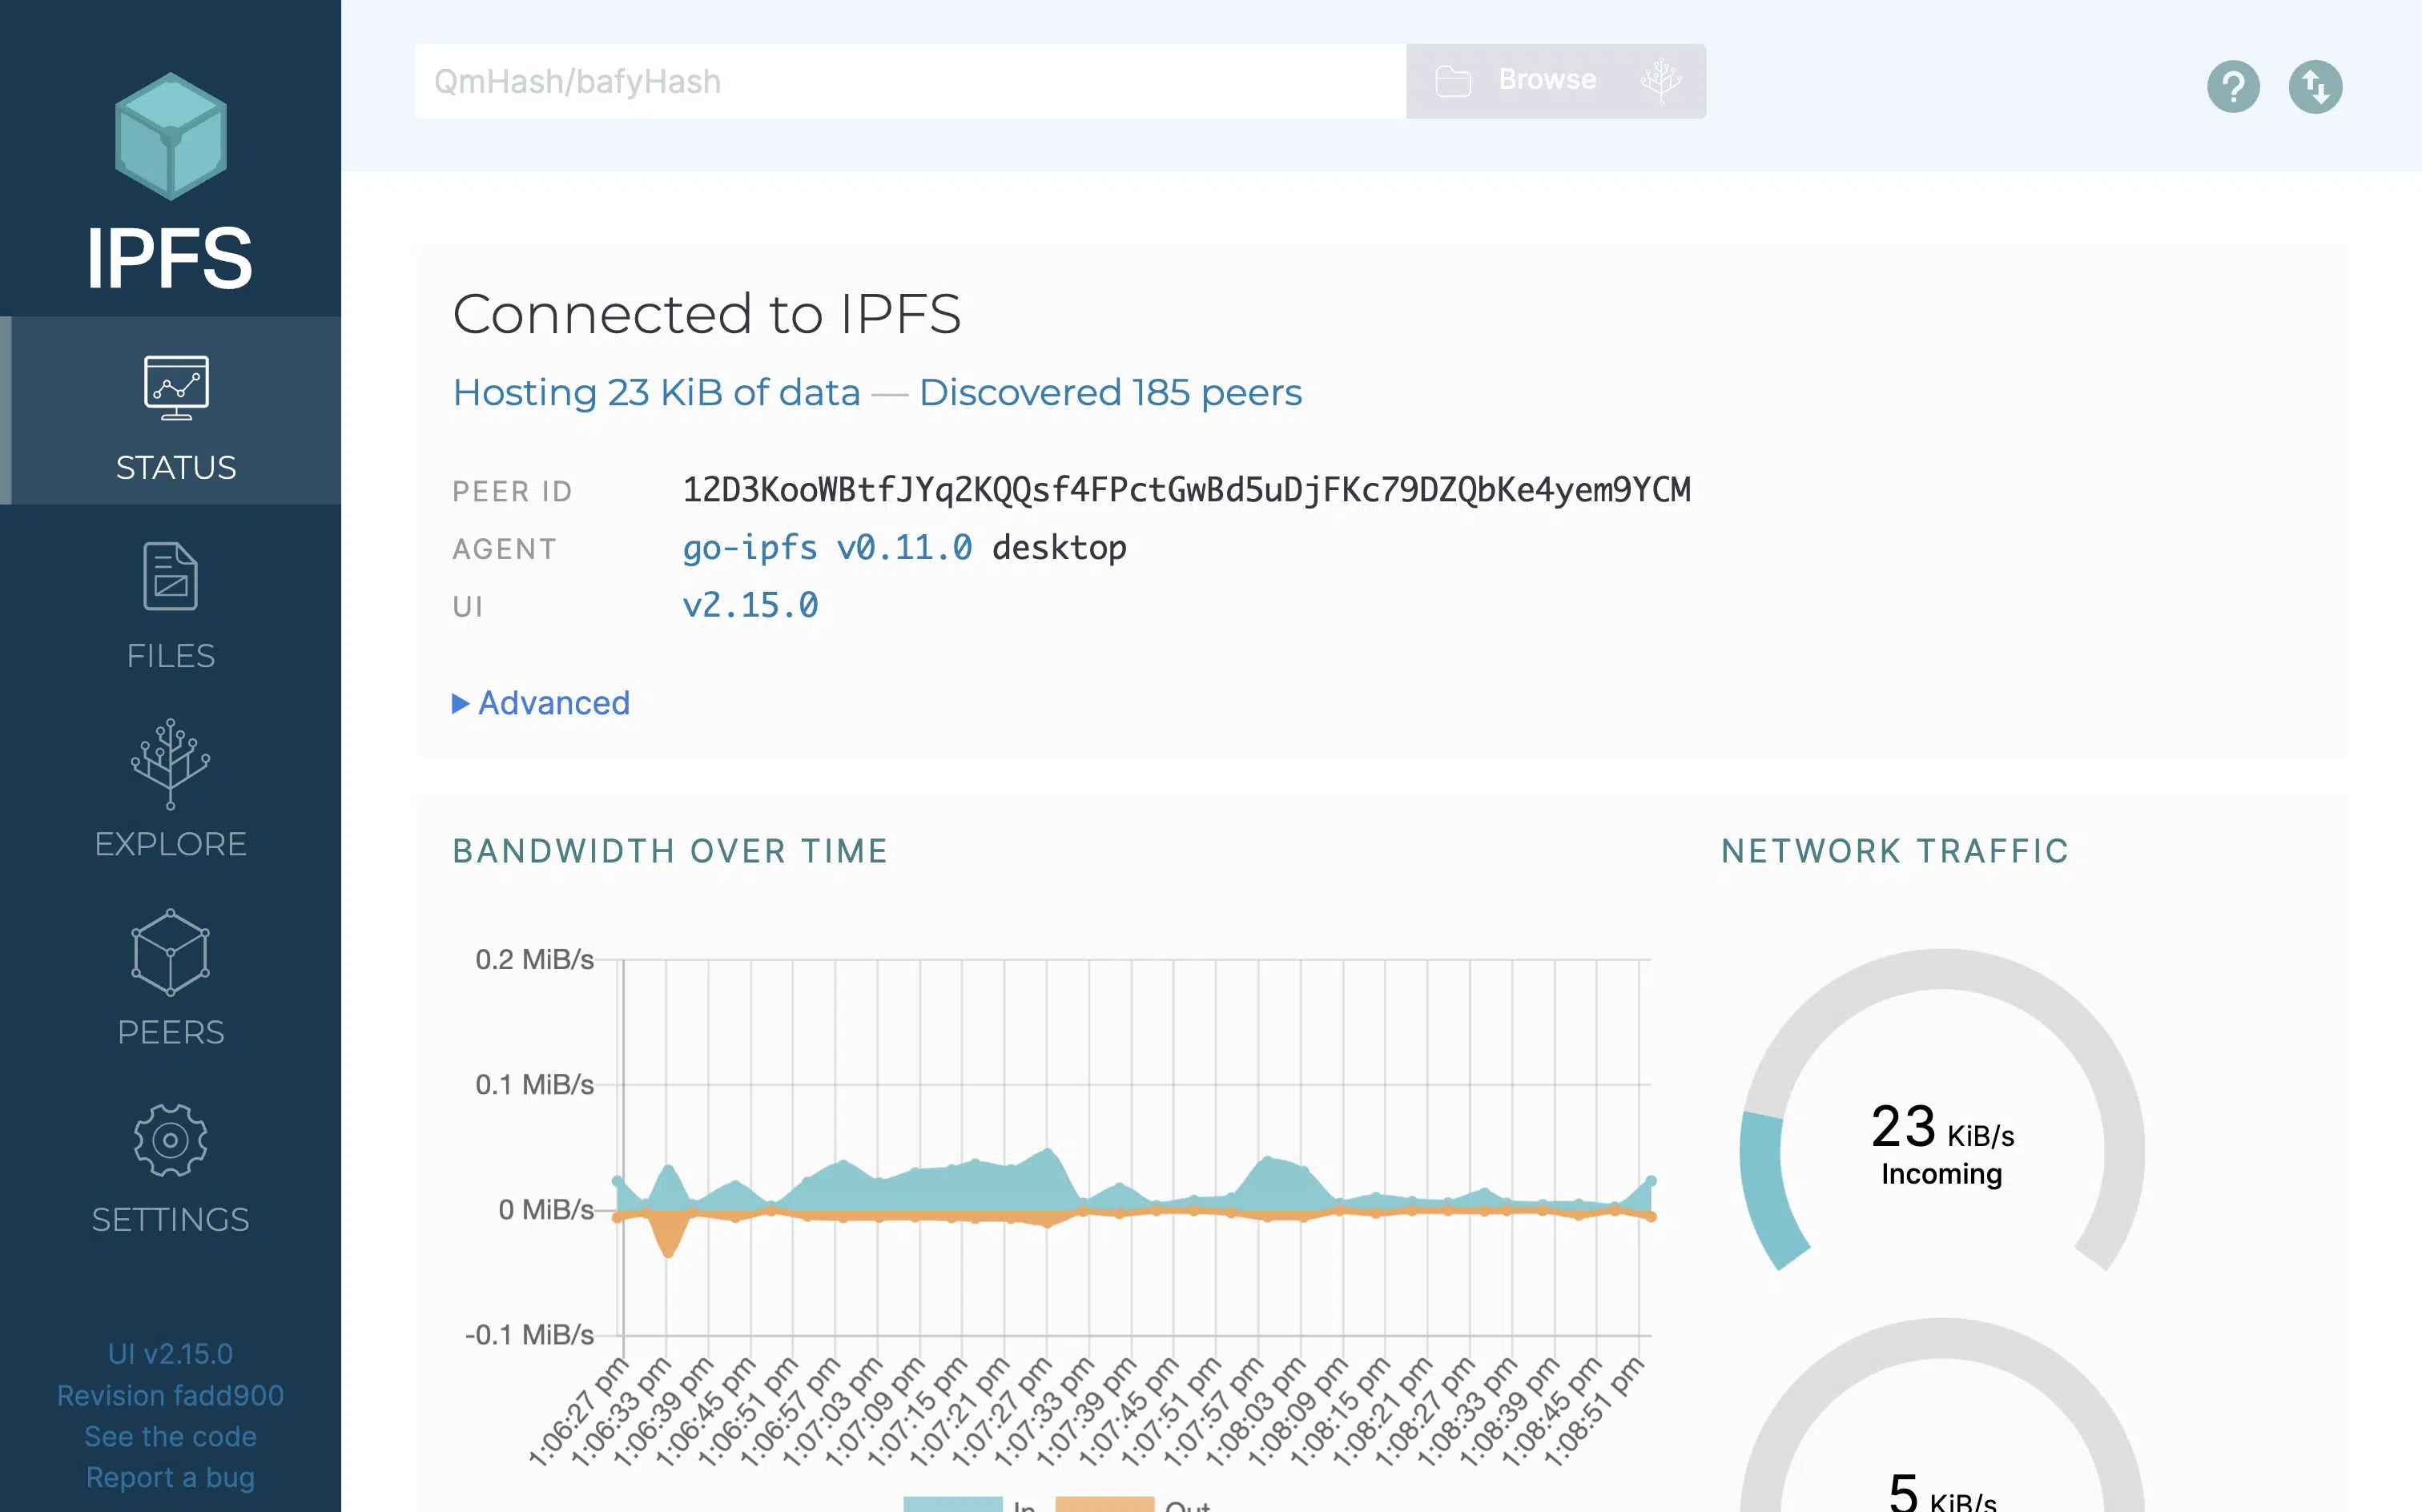 IPFS
STATUS
FILES
EXPLORE
PEERS
SETTINGS
UI v2.15.0
Revision fadd900
See the code
Report a bug
QmHash/bafyHash
Browse
Connected to IPFS
Hosting 23 KiB of data — Discovered 185 peers
PEER ID 12D3KooWBtfJYq2KQQsf4FPctGwBd5uDjFKc79DZQbKe4yem9YCM
AGENT go-ipfs v0.11.0 desktop
UI v2.15.0
Advanced
BANDWIDTH OVER TIME
0.2 MiB/s
0.1 MiB/s
0 MiB/s
-0.1 MiB/s
1:06:27 pm
1:06:33 pm
1:06:39 pm
1:06:45 pm
1:06:51 pm
1:06:57 pm
1:07:03 pm
1:07:09 pm
1:07:15 pm
1:07:21 pm
1:07:27 pm
1:07:33 pm
1:07:39 pm
1:07:45 pm
1:07:51 pm
1:07:57 pm
1:08:03 pm
1:08:09 pm
1:08:15 pm
1:08:21 pm
1:08:27 pm
1:08:33 pm
1:08:39 pm
1:08:45 pm
1:08:51 pm
In
Out
NETWORK TRAFFIC
23 KiB/s
Incoming
5 KiB/s